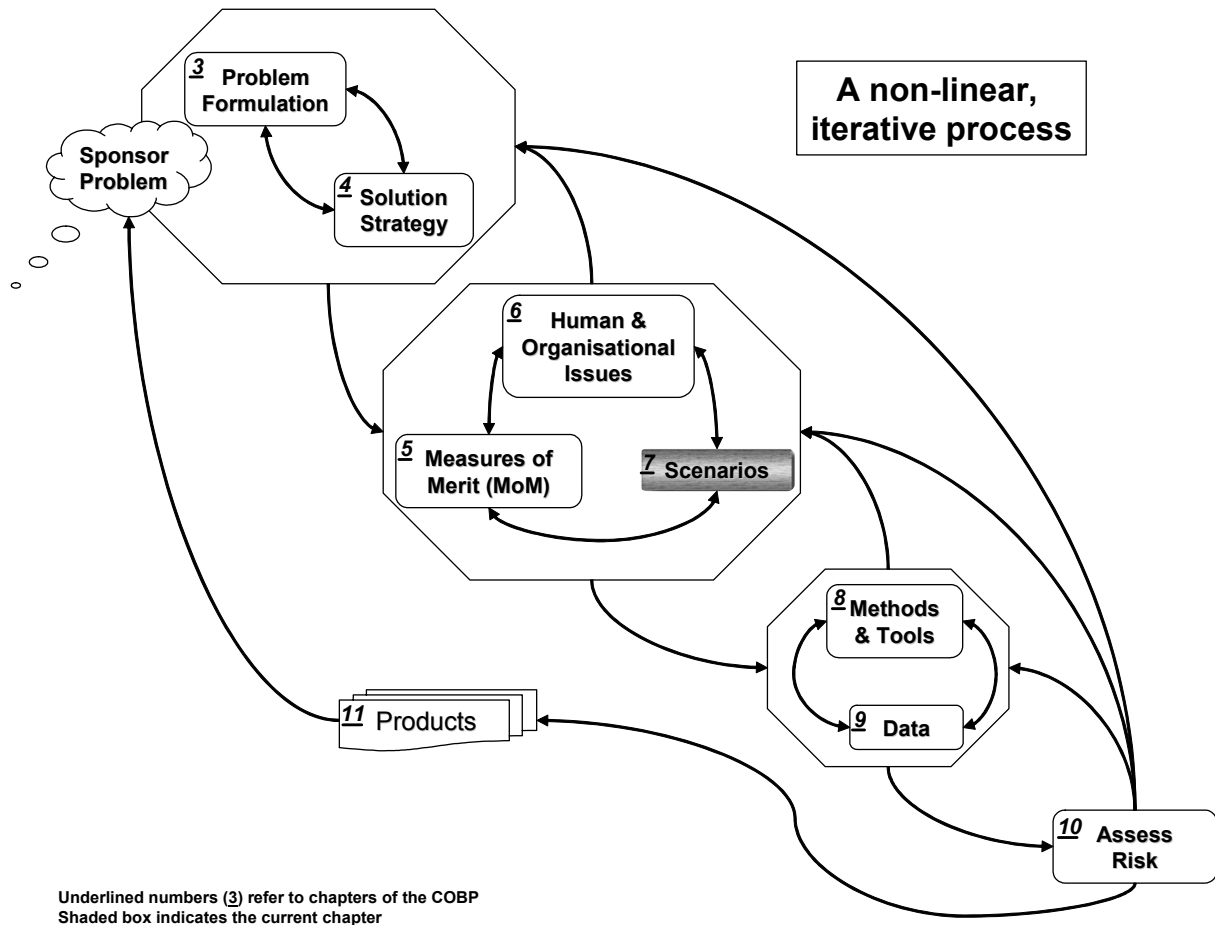 A non-linear,
iterative process
3
Problem
Formulation
Sponsor
Problem
4
Solution
Strategy
6
Human &
Organisational
Issues
5
Measures of
Merit (MoM)
7
Scenarios
8
Methods
& Tools
9
Data
11
Products
10
Assess
Risk
Underlined numbers (3) refer to chapters of the COBP
Shaded box indicates the current chapter